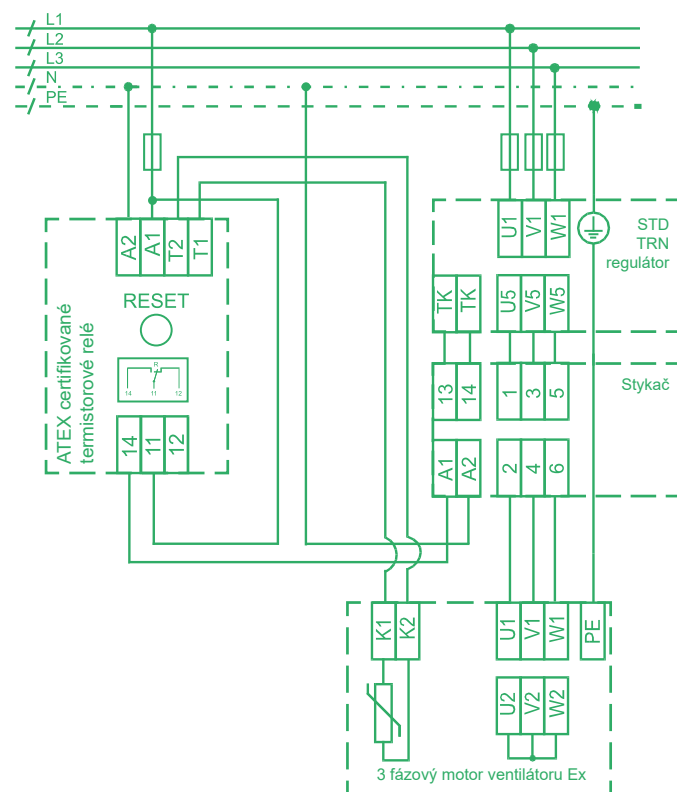 L1
L2
L3
N
PE
A2
A1
T2
T1
RESET
R
14
11
12
14
11
12
ATEX certifikované
termistorové relé
U1
V1
W1
STD
TRN
regulátor
TK
TK
U5
V5
W5
13
14
1
3
5
Stykač
A1
A2
2
4
6
K1
K2
U1
V1
W1
PE
U2
V2
W2
3 fázový motor ventilátoru Ex